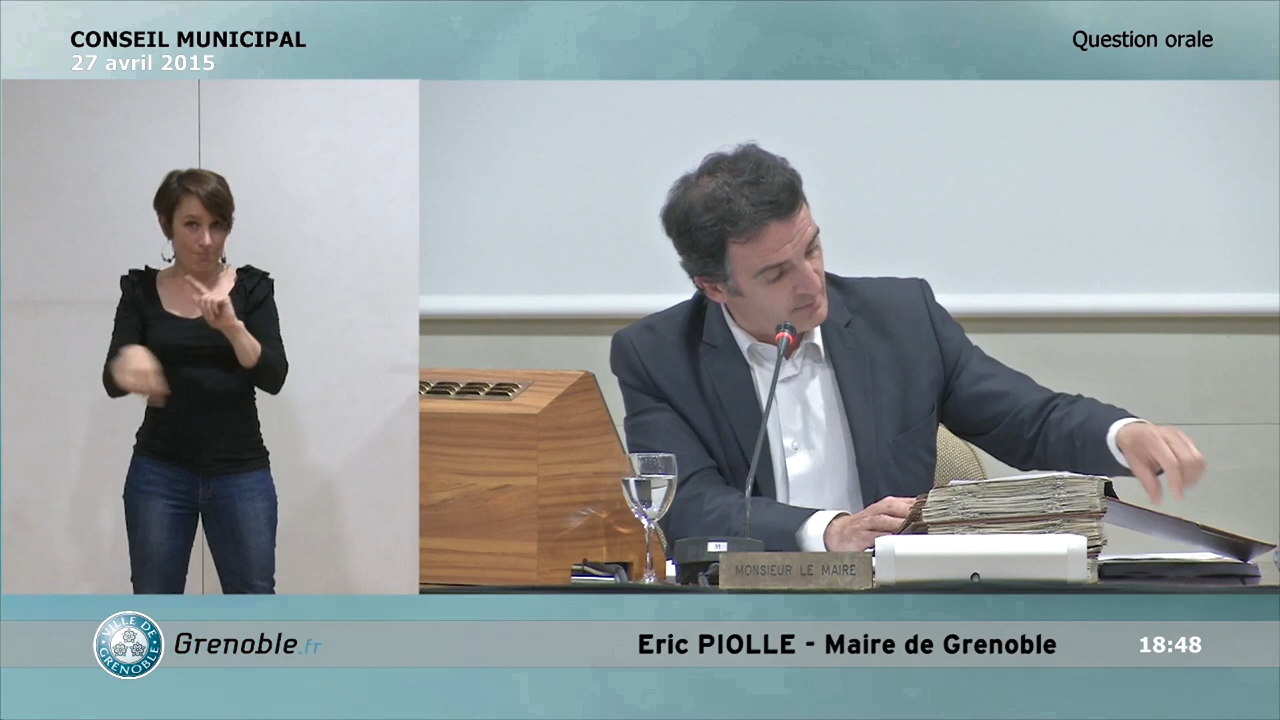 CONSEIL MUNICIPAL
27 avril 2015
Question orale
MONSIEUR LE MAIRE
VILLE DE GRENOBLE
Grenoble.fr
Eric PIOLLE - Maire de Grenoble
18:48